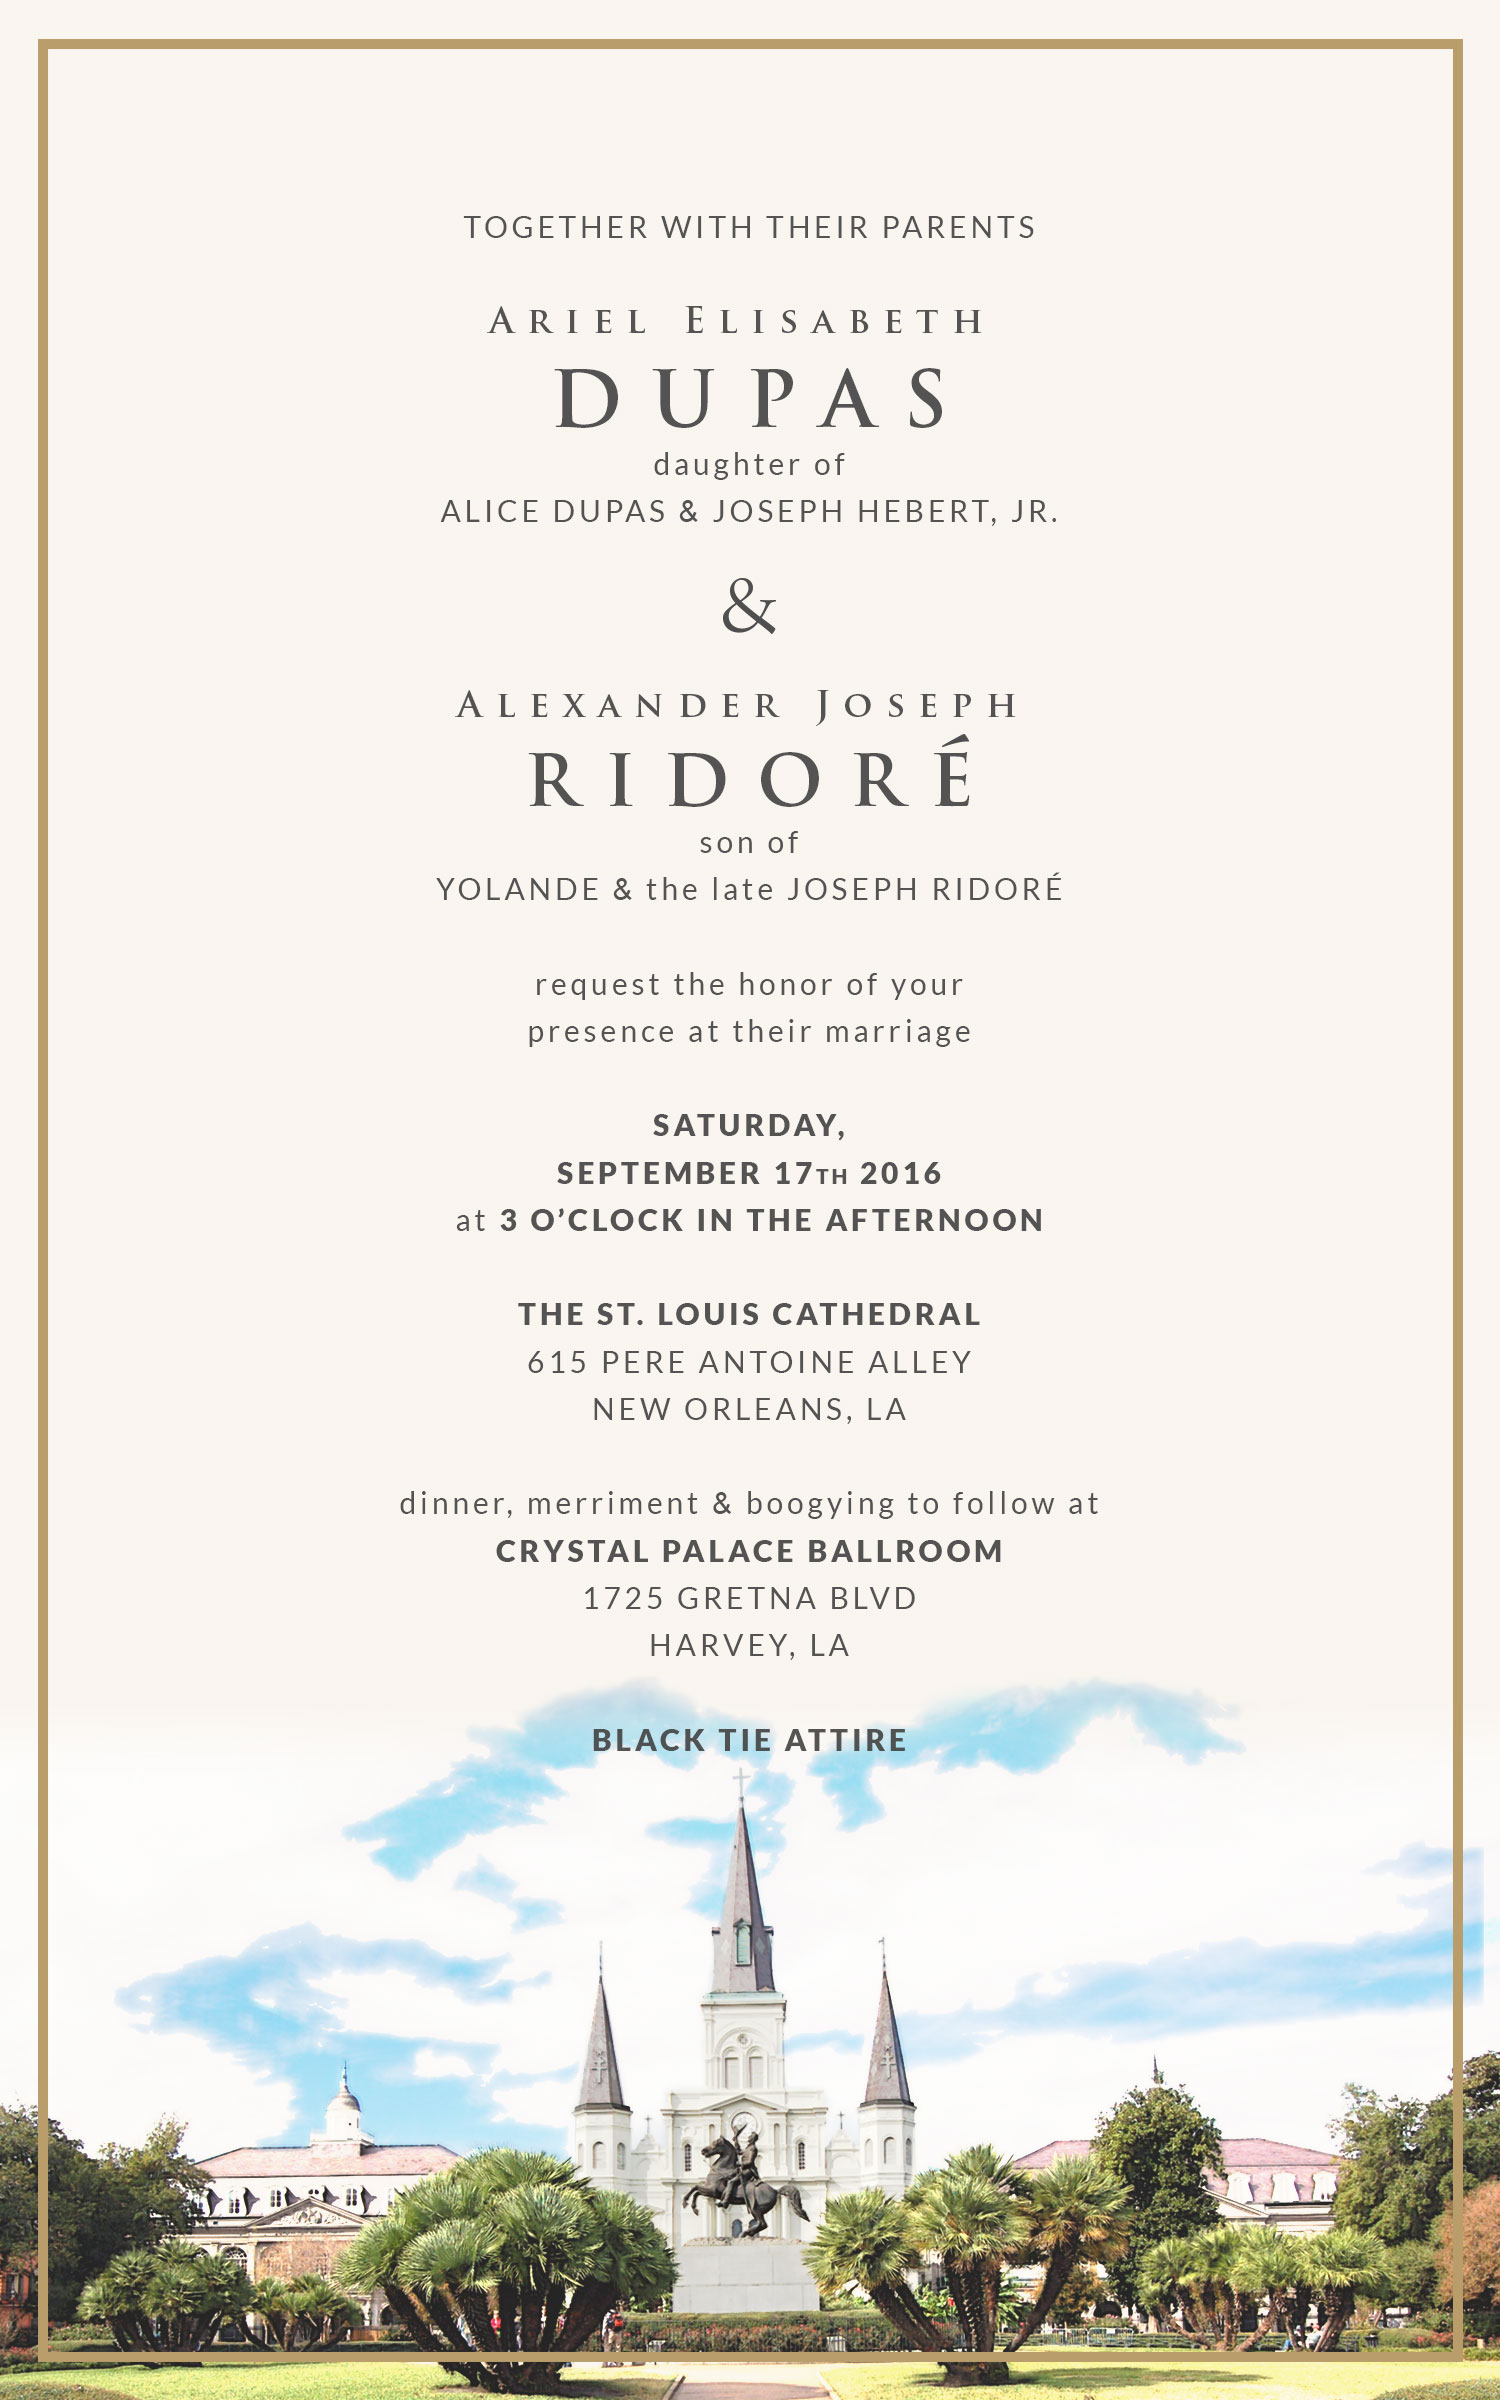 TOGETHER WITH THEIR PARENTS
ARIEL ELISABETH
DUPAS
daughter of
ALICE DUPAS & JOSEPH HEBERT, JR.
&
ALEXANDER JOSEPH
RIDORÉ
son of
YOLANDE & the late JOSEPH RIDORÉ
request the honor of your
presence at their marriage
SATURDAY,
SEPTEMBER 17TH 2016
at 3 O’CLOCK IN THE AFTERNOON
THE ST. LOUIS CATHEDRAL
615 PERE ANTOINE ALLEY
NEW ORLEANS, LA
dinner, merriment & boogying to follow at
CRYSTAL PALACE BALLROOM
1725 GRETNA BLVD
HARVEY, LA
BLACK TIE ATTIRE